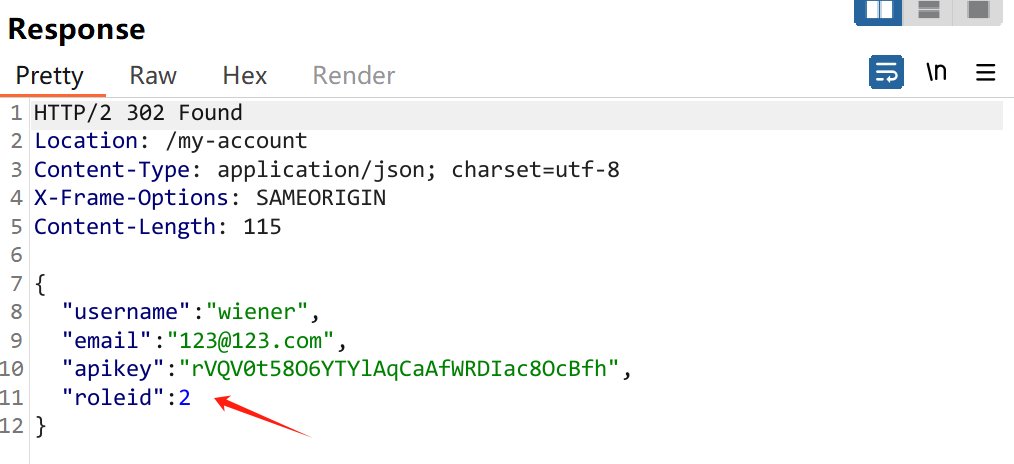 Response
Pretty Raw Hex Render \n
1 HTTP/2 302 Found
2 Location: /my-account
3 Content-Type: application/json; charset=utf-8
4 X-Frame-Options: SAMEORIGIN
5 Content-Length: 115
6
7 {
8 "username":"wiener",
9 "email":"123@123.com",
10 "apikey":"rVQV0t58O6YTYlAqCaAfWRDIac8OcBfh",
11 "roleid":2
12 }